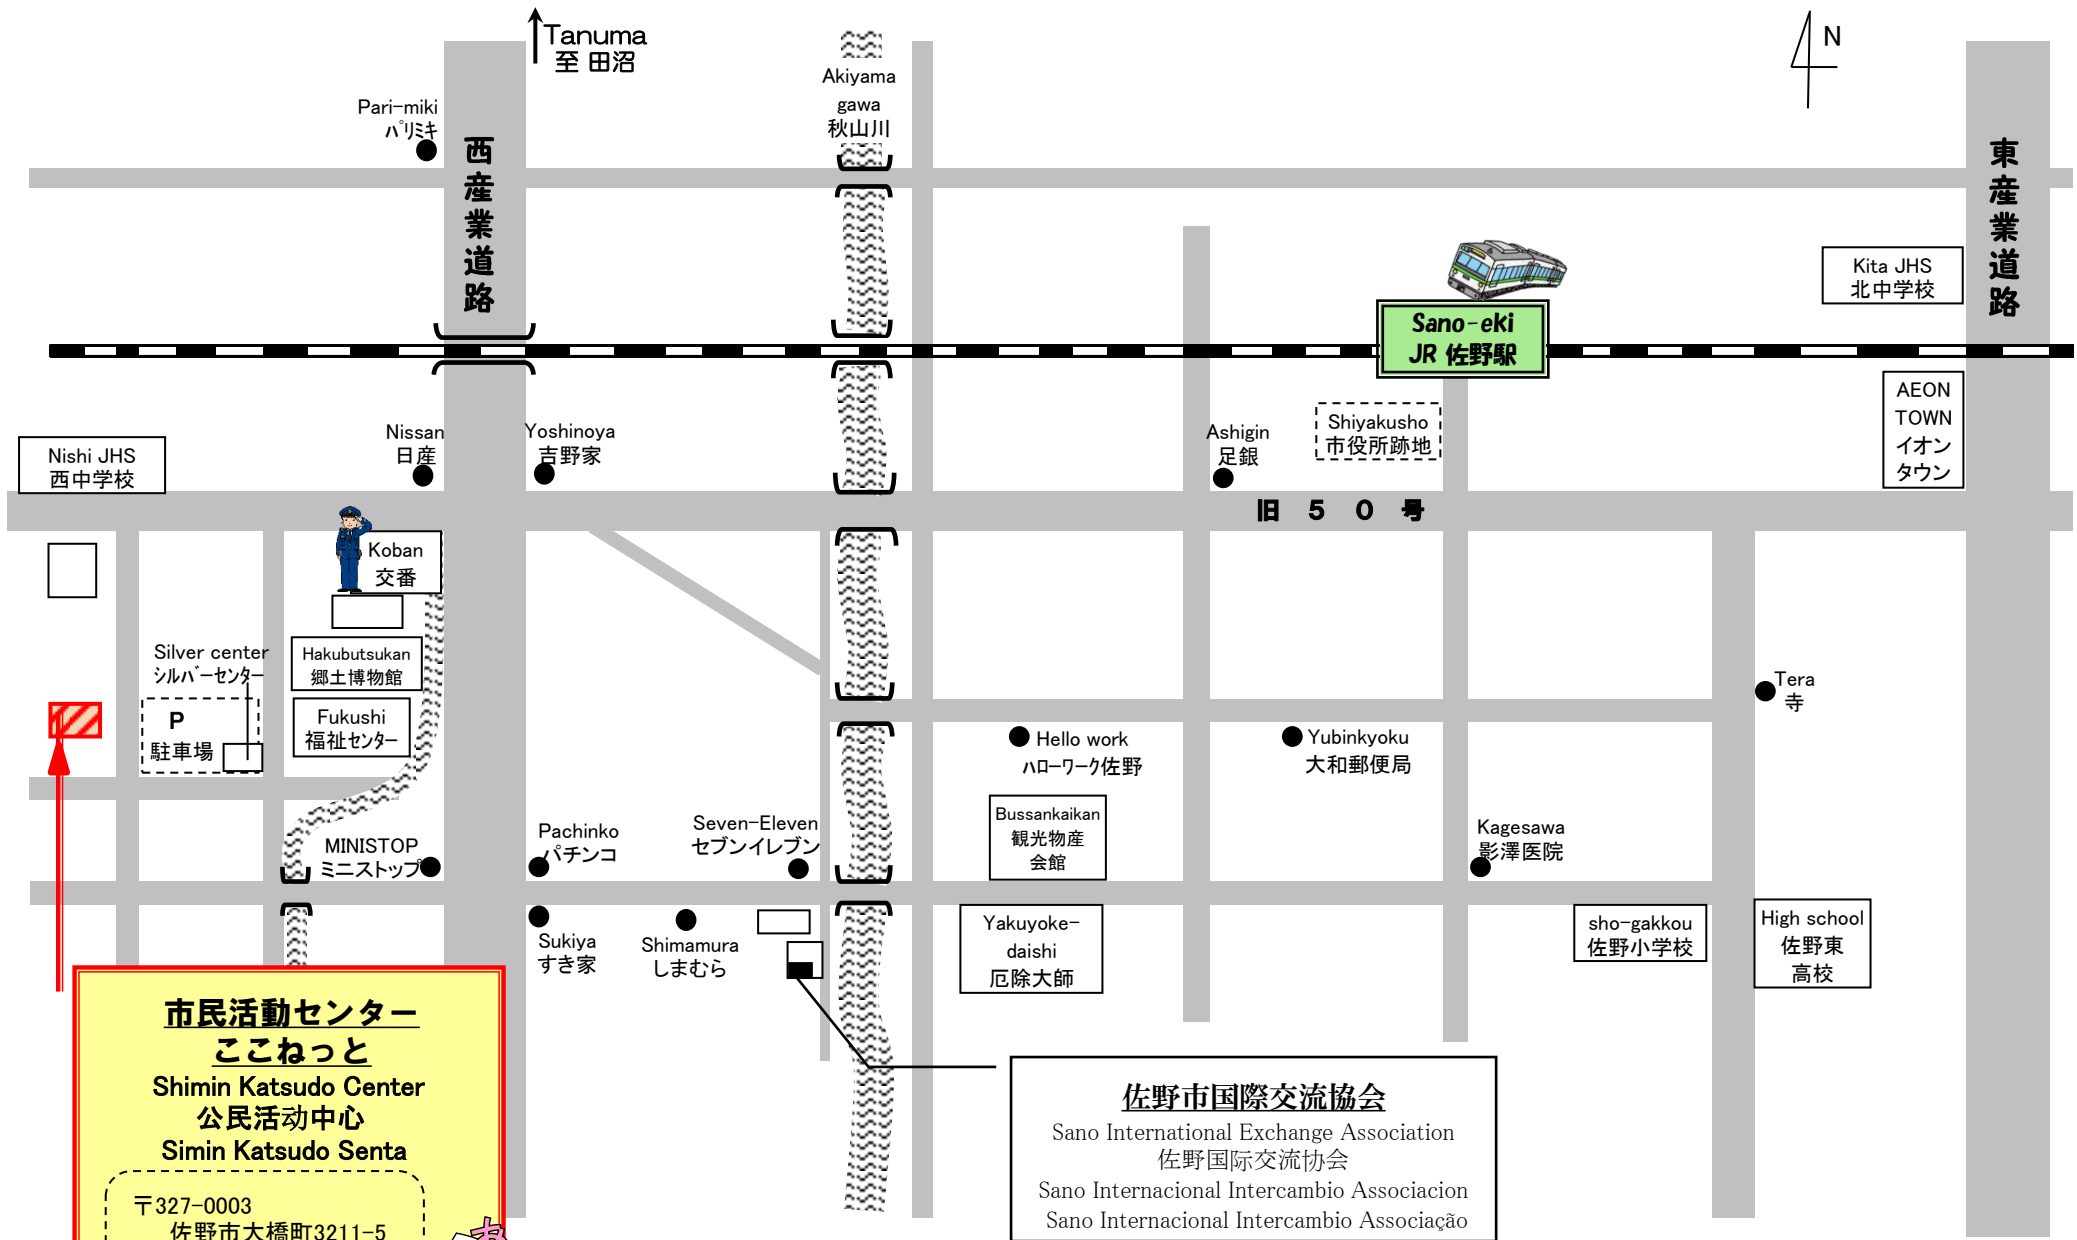 Tanuma
至 田沼
Akiyama
gawa
秋山川
N
Pari-miki
パリミキ
西産業道路
東産業道路
Kita JHS
北中学校
Sano-eki
JR 佐野駅
AEON
TOWN
イオン
タウン
Nishi JHS
西中学校
Nissan
日産
Yoshinoya
吉野家
Ashigin
足銀
Shiyakusho
市役所跡地
旧 5 0 号
Koban
交番
Silver center
シルバーセンター
Hakubutsukan
郷土博物館
P
駐車場
Fukushi
福祉センター
Tera
寺
Hello work
ハローワーク佐野
Yubinkyoku
大和郵便局
MINISTOP
ミニストップ
Pachinko
パチンコ
Seven-Eleven
セブンイレブン
Bussankaikan
観光物産
会館
Kagesawa
影澤医院
Sukiya
すき家
Shimamura
しまむら
Yakuyoke-
daishi
厄除大師
sho-gakkou
佐野小学校
High school
佐野東
高校
市民活動センター
ここねっと
Shimin Katsudo Center
公民活动中心
Simin Katsudo Senta
〒327-0003
佐野市大橋町3211-5
佐野市国際交流協会
Sano International Exchange Association
佐野国际交流协会
Sano Internacional Intercambio Associacion
Sano Internacional Intercambio Associação